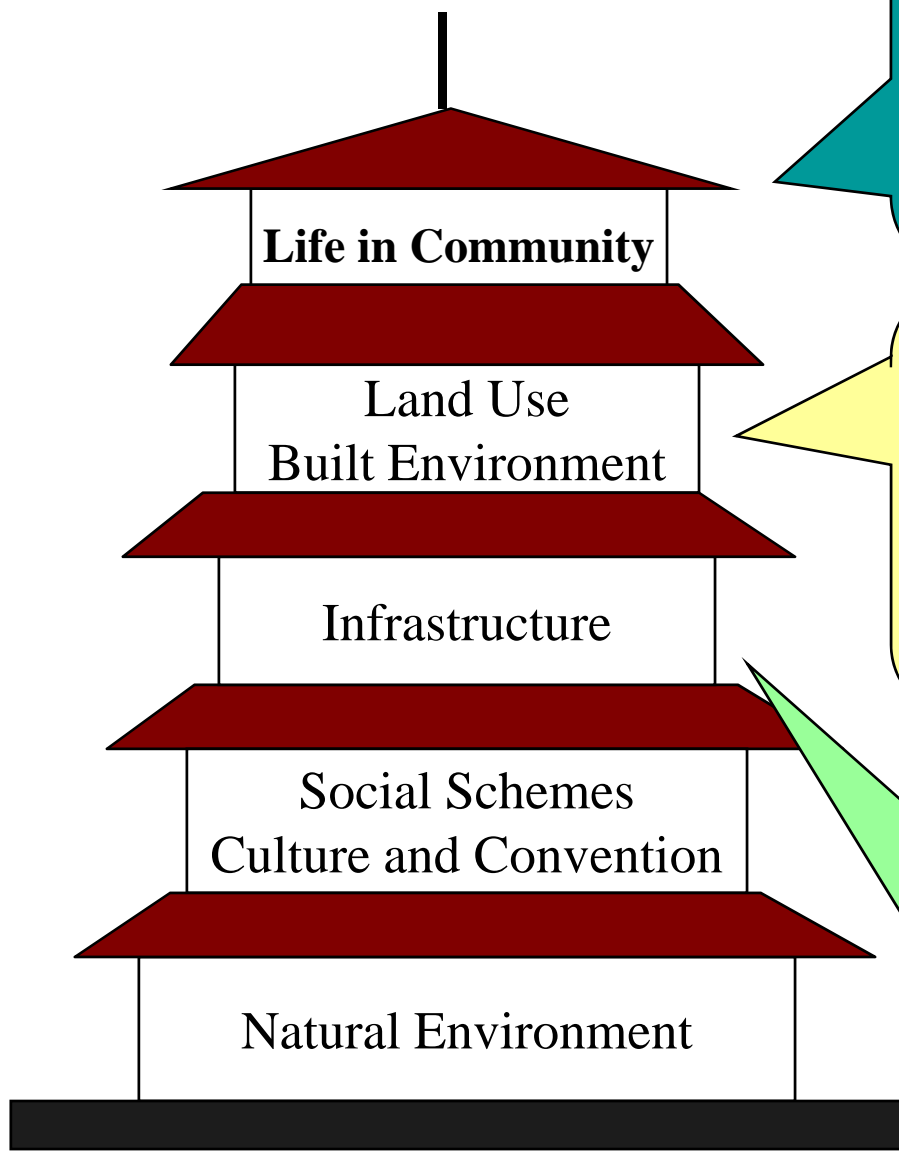 Life in Community
Land Use
Built Environment
Infrastructure
Social Schemes
Culture and Convention
Natural Environment